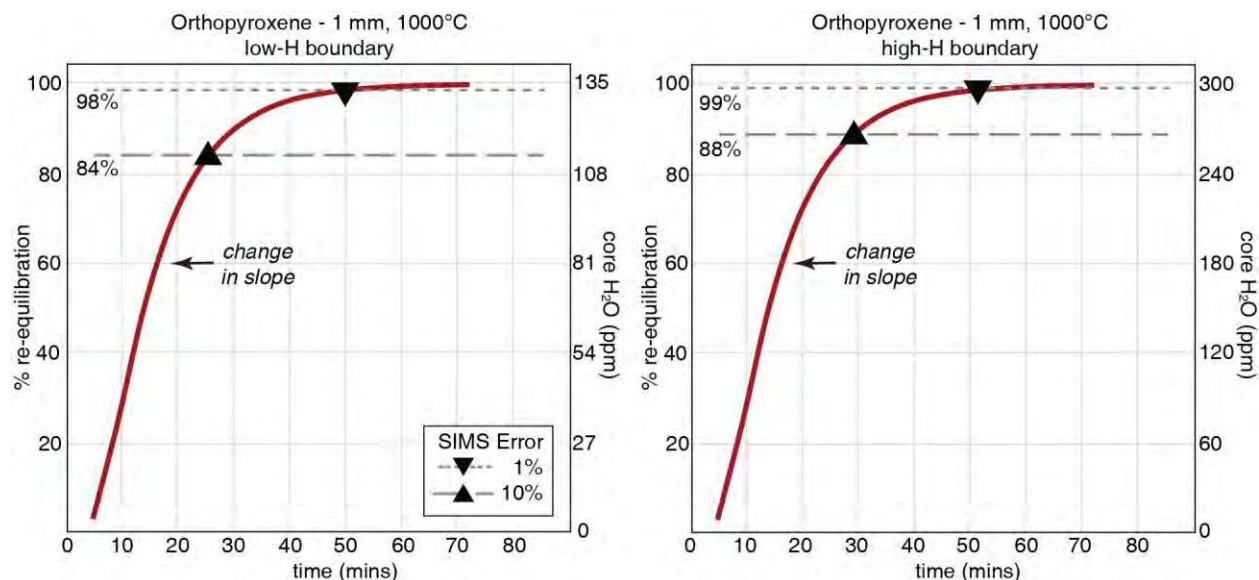 Orthopyroxene - 1 mm, 1000°C
low-H boundary
100
80
60
40
20
0
% re-equilibration
98%
84%
change
in slope
SIMS Error
1%
10%
135
108
81
54
27
0
core H₂O (ppm)
0 10 20 30 40 50 60 70 80
time (mins)
Orthopyroxene - 1 mm, 1000°C
high-H boundary
100
80
60
40
20
0
% re-equilibration
99%
88%
change
in slope
300
240
180
120
60
0
core H₂O (ppm)
0 10 20 30 40 50 60 70 80
time (mins)